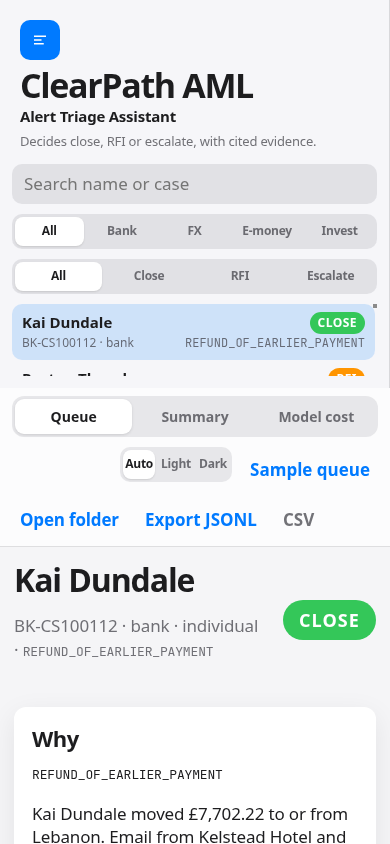 ClearPath AML
Alert Triage Assistant
Decides close, RFI or escalate, with cited evidence.
Search name or case
All Bank FX E-money Invest
All Close RFI Escalate
Kai Dundale CLOSE
BK-CS100112 · bank REFUND_OF_EARLIER_PAYMENT
Queue Summary Model cost
Auto Light Dark Sample queue
Open folder Export JSONL CSV
Kai Dundale
BK-CS100112 · bank · individual CLOSE
· REFUND_OF_EARLIER_PAYMENT
Why
REFUND_OF_EARLIER_PAYMENT
Kai Dundale moved £7,702.22 to or from
Lebanon. Email from Kelstead Hotel and